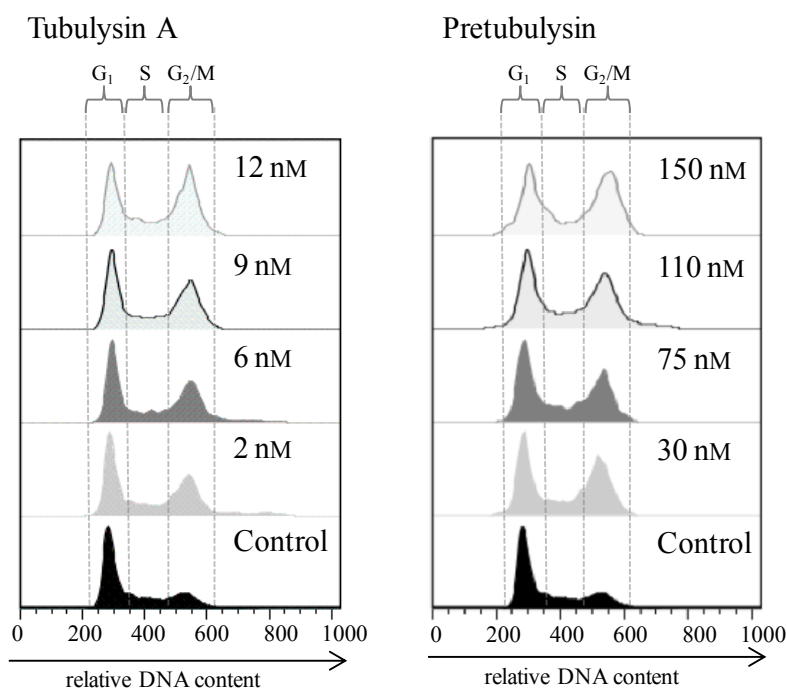 Tubulysin A
G₁ S G₂/M
12 nM
9 nM
6 nM
2 nM
Control
0 200 400 600 1000
relative DNA content
Pretubulysin
G₁ S G₂/M
150 nM
110 nM
75 nM
30 nM
Control
0 200 400 600 1000
relative DNA content